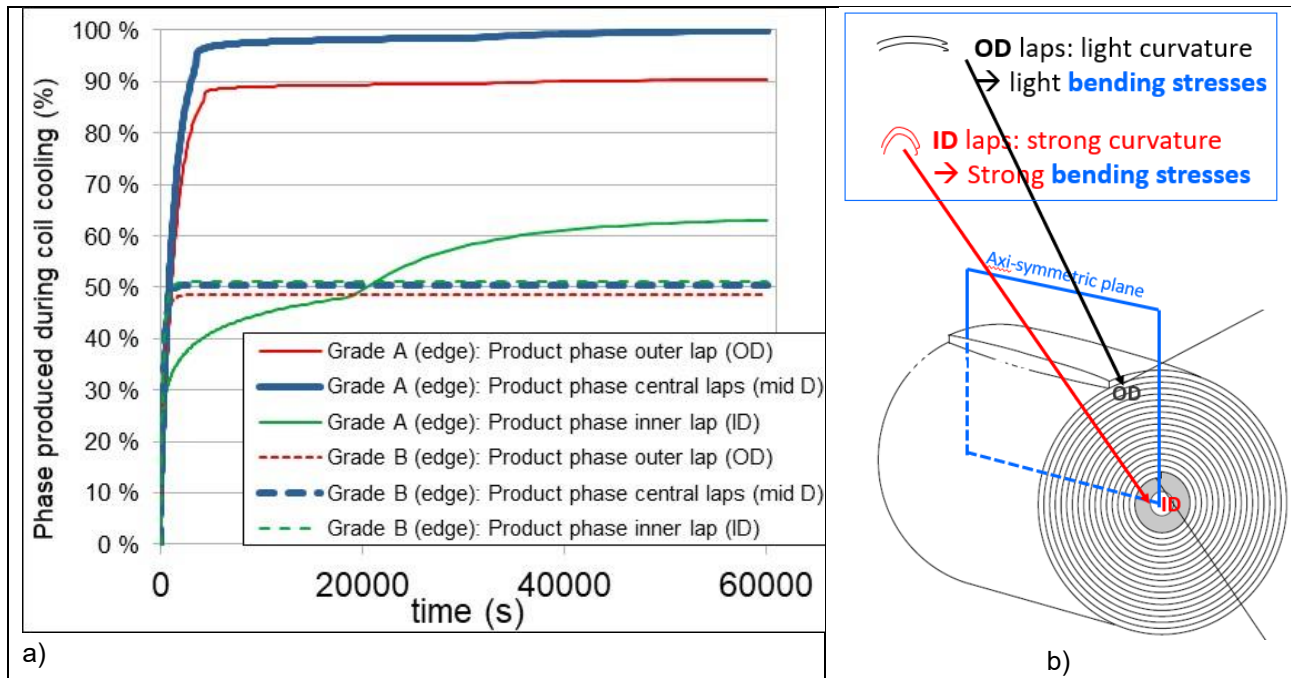 100 %
90 %
80 %
70 %
60 %
50 %
40 %
30 %
20 %
10 %
0 %
Phase produced during coil cooling (%)
Grade A (edge): Product phase outer lap (OD)
Grade A (edge): Product phase central laps (mid D)
Grade A (edge): Product phase inner lap (ID)
Grade B (edge): Product phase outer lap (OD)
Grade B (edge): Product phase central laps (mid D)
Grade B (edge): Product phase inner lap (ID)
0 20000 40000 60000
time (s)
a)
OD laps: light curvature
→ light bending stresses
ID laps: strong curvature
→ Strong bending stresses
Axi-symmetric plane
OD
ID
b)